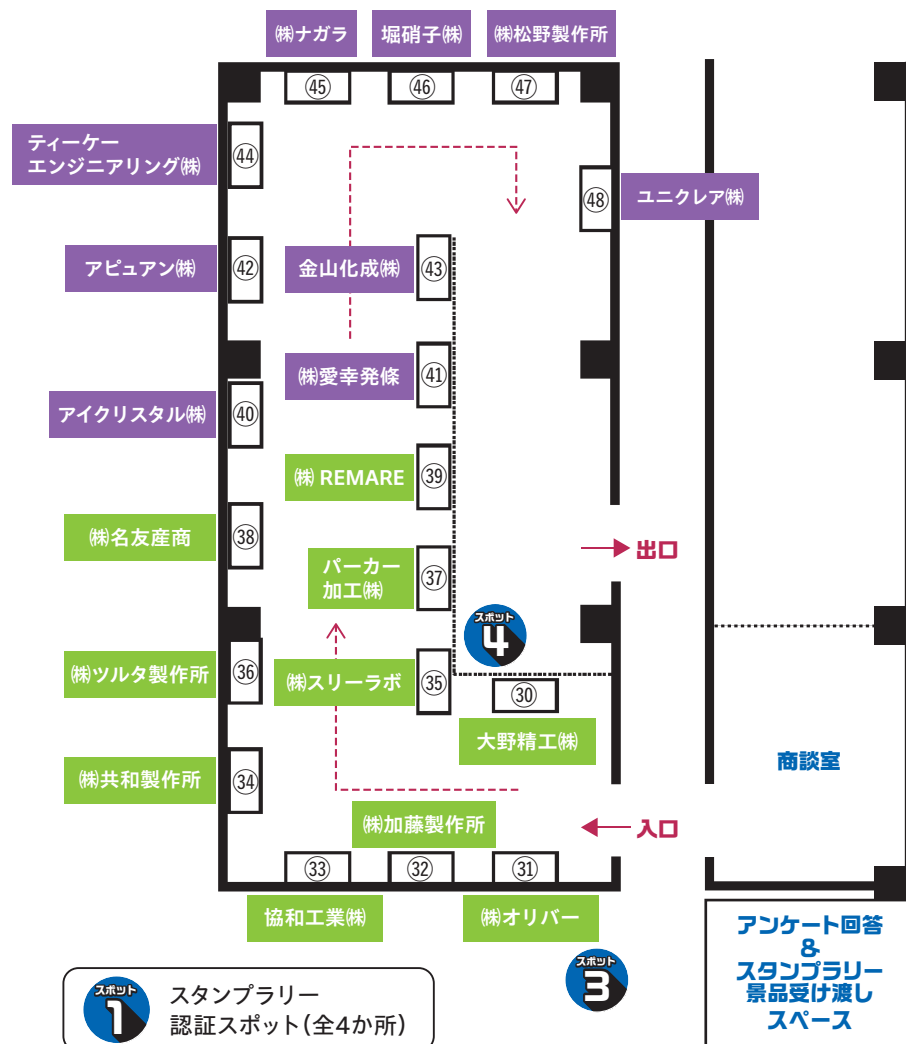 ㈱ナガラ
堀硝子㈱
㈱松野製作所
㊺
㊻
㊼
ティーケー
エンジニアリング㈱
㊹
㊽
ユニクレア㈱
アピュアン㈱
㊷
金山化成㈱
㊸
㈱愛幸発條
㊶
アイクリスタル㈱
㊵
㈱ REMARE
㊴
㈱名友産商
㊳
出口
パーカー
加工㈱
㊲
スポット
4
㈱ツルタ製作所
㊱
㈱スリーラボ
㉟
㉚
大野精工㈱
商談室
㈱共和製作所
㉞
㈱加藤製作所
入口
㉝
㉜
㉛
協和工業㈱
㈱オリバー
アンケート回答
&
スタンプラリー
景品受け渡し
スペース
スポット
3
スポット
1
スタンプラリー
認証スポット(全4か所)